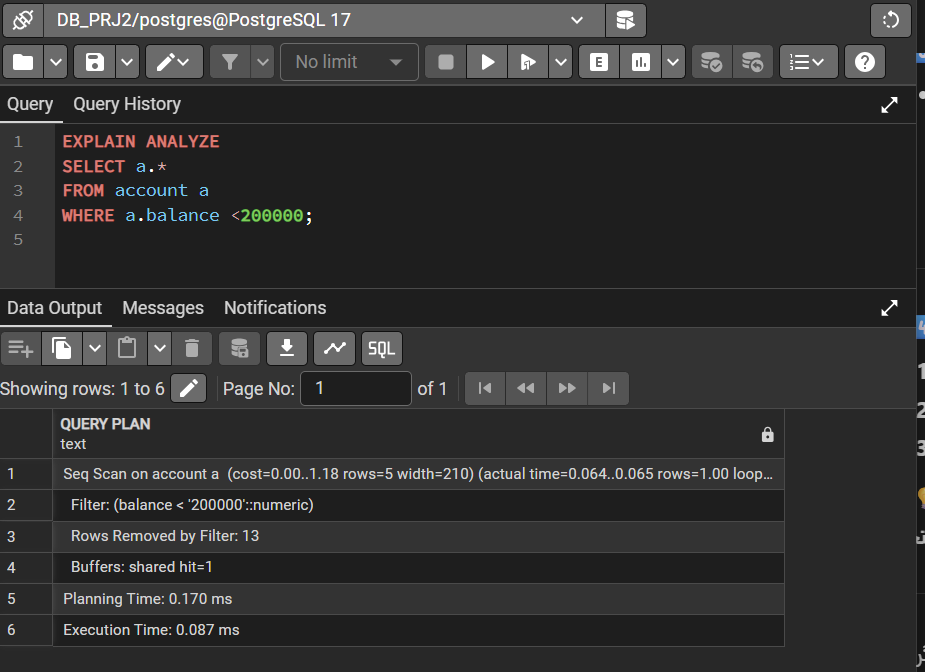 DB_PRJ2/postgres@PostgreSQL 17
No limit
E
Query Query History
1 EXPLAIN ANALYZE
2 SELECT a.*
3 FROM account a
4 WHERE a.balance <200000;
5
Data Output Messages Notifications
SQL
Showing rows: 1 to 6 Page No: 1 of 1
QUERY PLAN
text
1 Seq Scan on account a (cost=0.00..1.18 rows=5 width=210) (actual time=0.064..0.065 rows=1.00 loop...
2 Filter: (balance < '200000'::numeric)
3 Rows Removed by Filter: 13
4 Buffers: shared hit=1
5 Planning Time: 0.170 ms
6 Execution Time: 0.087 ms